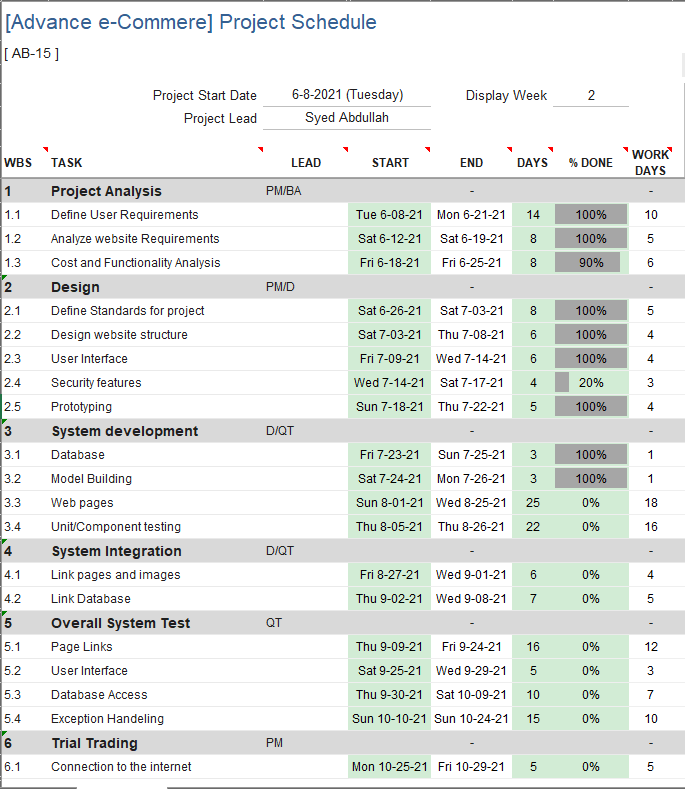 [Advance e-Commere] Project Schedule
[ AB-15 ]
Project Start Date 6-8-2021 (Tuesday) Display Week 2
Project Lead Syed Abdullah
WBS TASK LEAD START END DAYS % DONE WORK DAYS
1 Project Analysis PM/BA - -
1.1 Define User Requirements Tue 6-08-21 Mon 6-21-21 14 100% 10
1.2 Analyze website Requirements Sat 6-12-21 Sat 6-19-21 8 100% 5
1.3 Cost and Functionality Analysis Fri 6-18-21 Fri 6-25-21 8 90% 6
2 Design PM/D - -
2.1 Define Standards for project Sat 6-26-21 Sat 7-03-21 8 100% 5
2.2 Design website structure Sat 7-03-21 Thu 7-08-21 6 100% 4
2.3 User Interface Fri 7-09-21 Wed 7-14-21 6 100% 4
2.4 Security features Wed 7-14-21 Sat 7-17-21 4 20% 3
2.5 Prototyping Sun 7-18-21 Thu 7-22-21 5 100% 4
3 System development D/QT - -
3.1 Database Fri 7-23-21 Sun 7-25-21 3 100% 1
3.2 Model Building Sat 7-24-21 Mon 7-26-21 3 100% 1
3.3 Web pages Sun 8-01-21 Wed 8-25-21 25 0% 18
3.4 Unit/Component testing Thu 8-05-21 Thu 8-26-21 22 0% 16
4 System Integration D/QT - -
4.1 Link pages and images Fri 8-27-21 Wed 9-01-21 6 0% 4
4.2 Link Database Thu 9-02-21 Wed 9-08-21 7 0% 5
5 Overall System Test QT - -
5.1 Page Links Thu 9-09-21 Fri 9-24-21 16 0% 12
5.2 User Interface Sat 9-25-21 Wed 9-29-21 5 0% 3
5.3 Database Access Thu 9-30-21 Sat 10-09-21 10 0% 7
5.4 Exception Handeling Sun 10-10-21 Sun 10-24-21 15 0% 10
6 Trial Trading PM - -
6.1 Connection to the internet Mon 10-25-21 Fri 10-29-21 5 0% 5